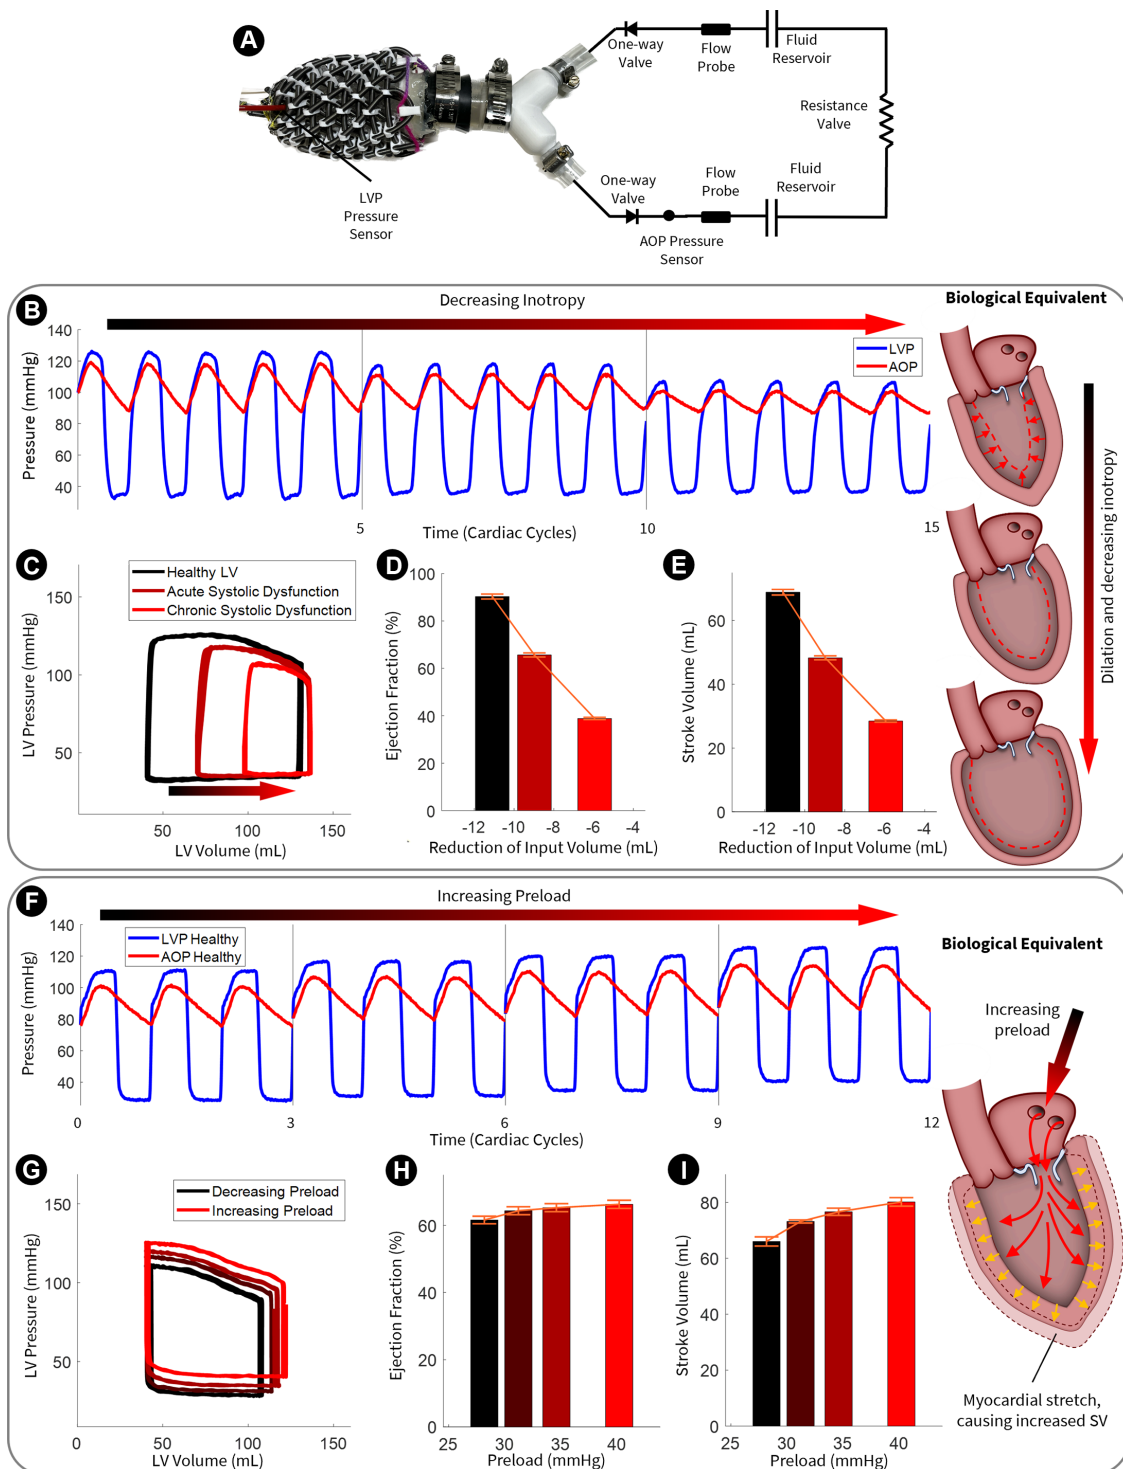 A
One-way
Valve
Flow
Probe
Fluid
Reservoir
Resistance
Valve
LVP
Pressure
Sensor
One-way
Valve
Flow
Probe
Fluid
Reservoir
AOP Pressure
Sensor
B
Decreasing Inotropy
Biological Equivalent
Pressure (mmHg)
140
120
100
80
60
40
LVP
AOP
5
10
15
Time (Cardiac Cycles)
Dilation and decreasing inotropy
C
Healthy LV
Acute Systolic Dysfunction
Chronic Systolic Dysfunction
LV Pressure (mmHg)
150
100
50
50
100
150
LV Volume (mL)
D
Ejection Fraction (%)
100
80
60
40
20
0
-12
-10
-8
-6
-4
Reduction of Input Volume (mL)
E
Stroke Volume (mL)
60
40
20
0
-12
-10
-8
-6
-4
Reduction of Input Volume (mL)
F
Increasing Preload
Biological Equivalent
Pressure (mmHg)
140
120
100
80
60
40
LVP Healthy
AOP Healthy
0
3
6
9
12
Time (Cardiac Cycles)
Increasing
preload
Myocardial stretch,
causing increased SV
G
Decreasing Preload
Increasing Preload
LV Pressure (mmHg)
150
100
50
0
50
100
150
LV Volume (mL)
H
Ejection Fraction (%)
60
40
20
0
25
30
35
40
Preload (mmHg)
I
Stroke Volume (mL)
80
60
40
20
0
25
30
35
40
Preload (mmHg)